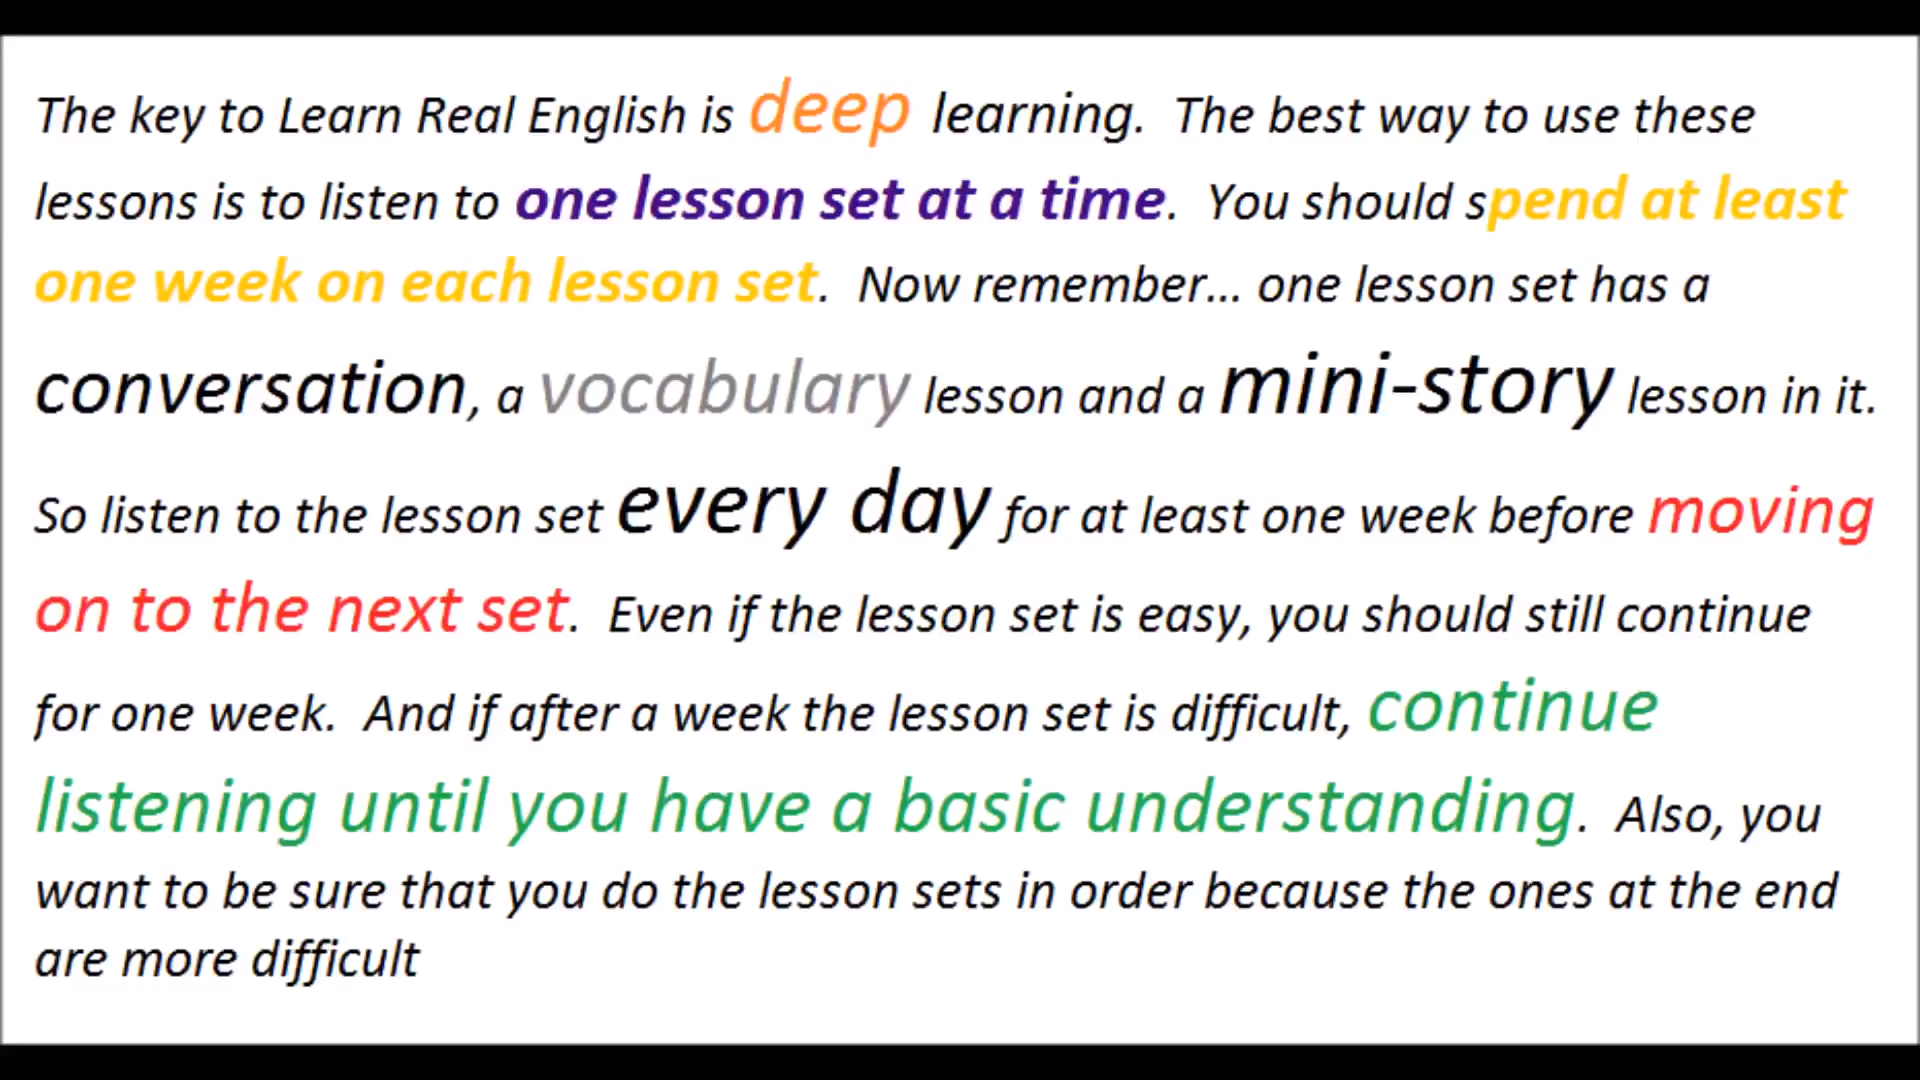 The key to Learn Real English is deep learning.  The best way to use these
lessons is to listen to one lesson set at a time.  You should spend at least
one week on each lesson set.  Now remember... one lesson set has a
conversation, a vocabulary lesson and a mini-story lesson in it.
So listen to the lesson set every day for at least one week before moving
on to the next set.  Even if the lesson set is easy, you should still continue
for one week.  And if after a week the lesson set is difficult, continue
listening until you have a basic understanding.  Also, you
want to be sure that you do the lesson sets in order because the ones at the end
are more difficult